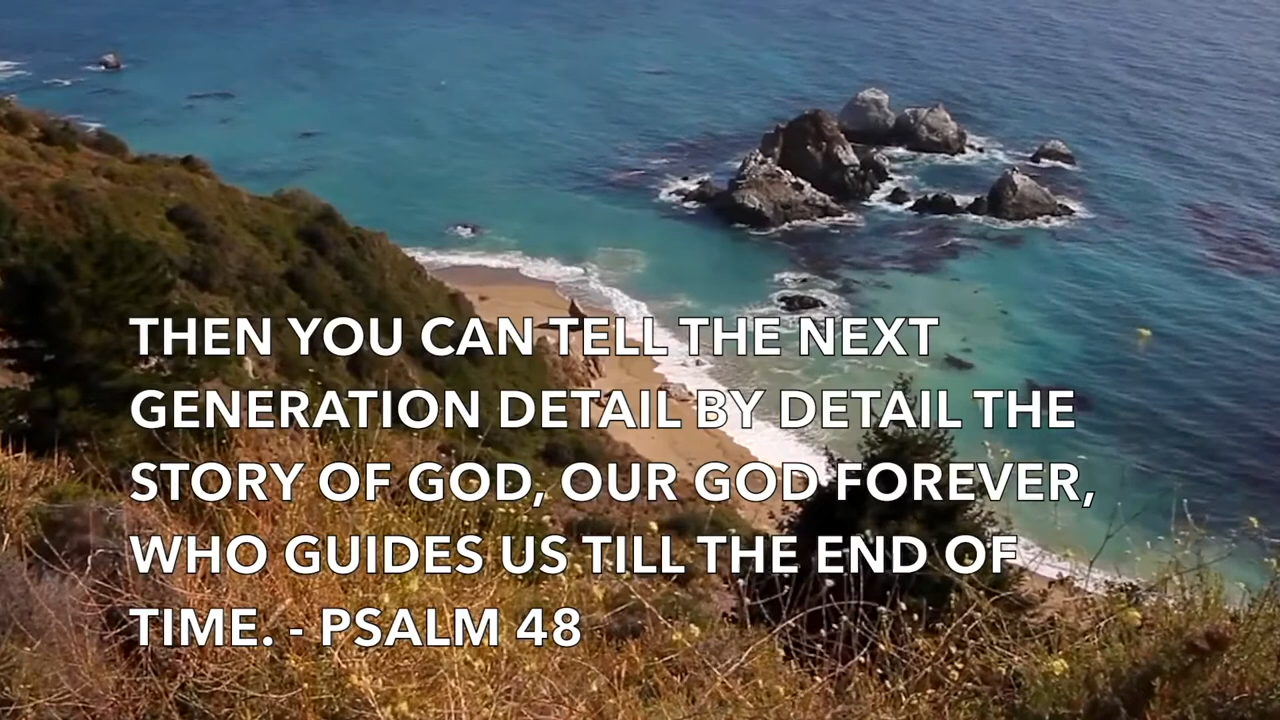 THEN YOU CAN TELL THE NEXT
GENERATION DETAIL BY DETAIL THE
STORY OF GOD, OUR GOD FOREVER,
WHO GUIDES US TILL THE END OF
TIME. - PSALM 48